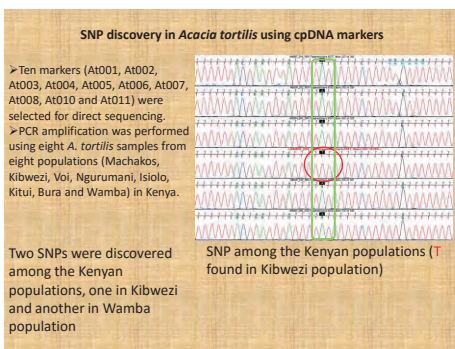 SNP discovery in Acacia tortilis using cpDNA markers
➢Ten markers (At001, At002,
At003, At004, At005, At006, At007,
At008, At010 and At011) were
selected for direct sequencing.
➢PCR amplification was performed
using eight A. tortilis samples from
eight populations (Machakos,
Kibwezi, Voi, Ngurumani, Isiolo,
Kitui, Bura and Wamba) in Kenya.
Two SNPs were discovered
among the Kenyan
populations, one in Kibwezi
and another in Wamba
population
SNP among the Kenyan populations (T
found in Kibwezi population)